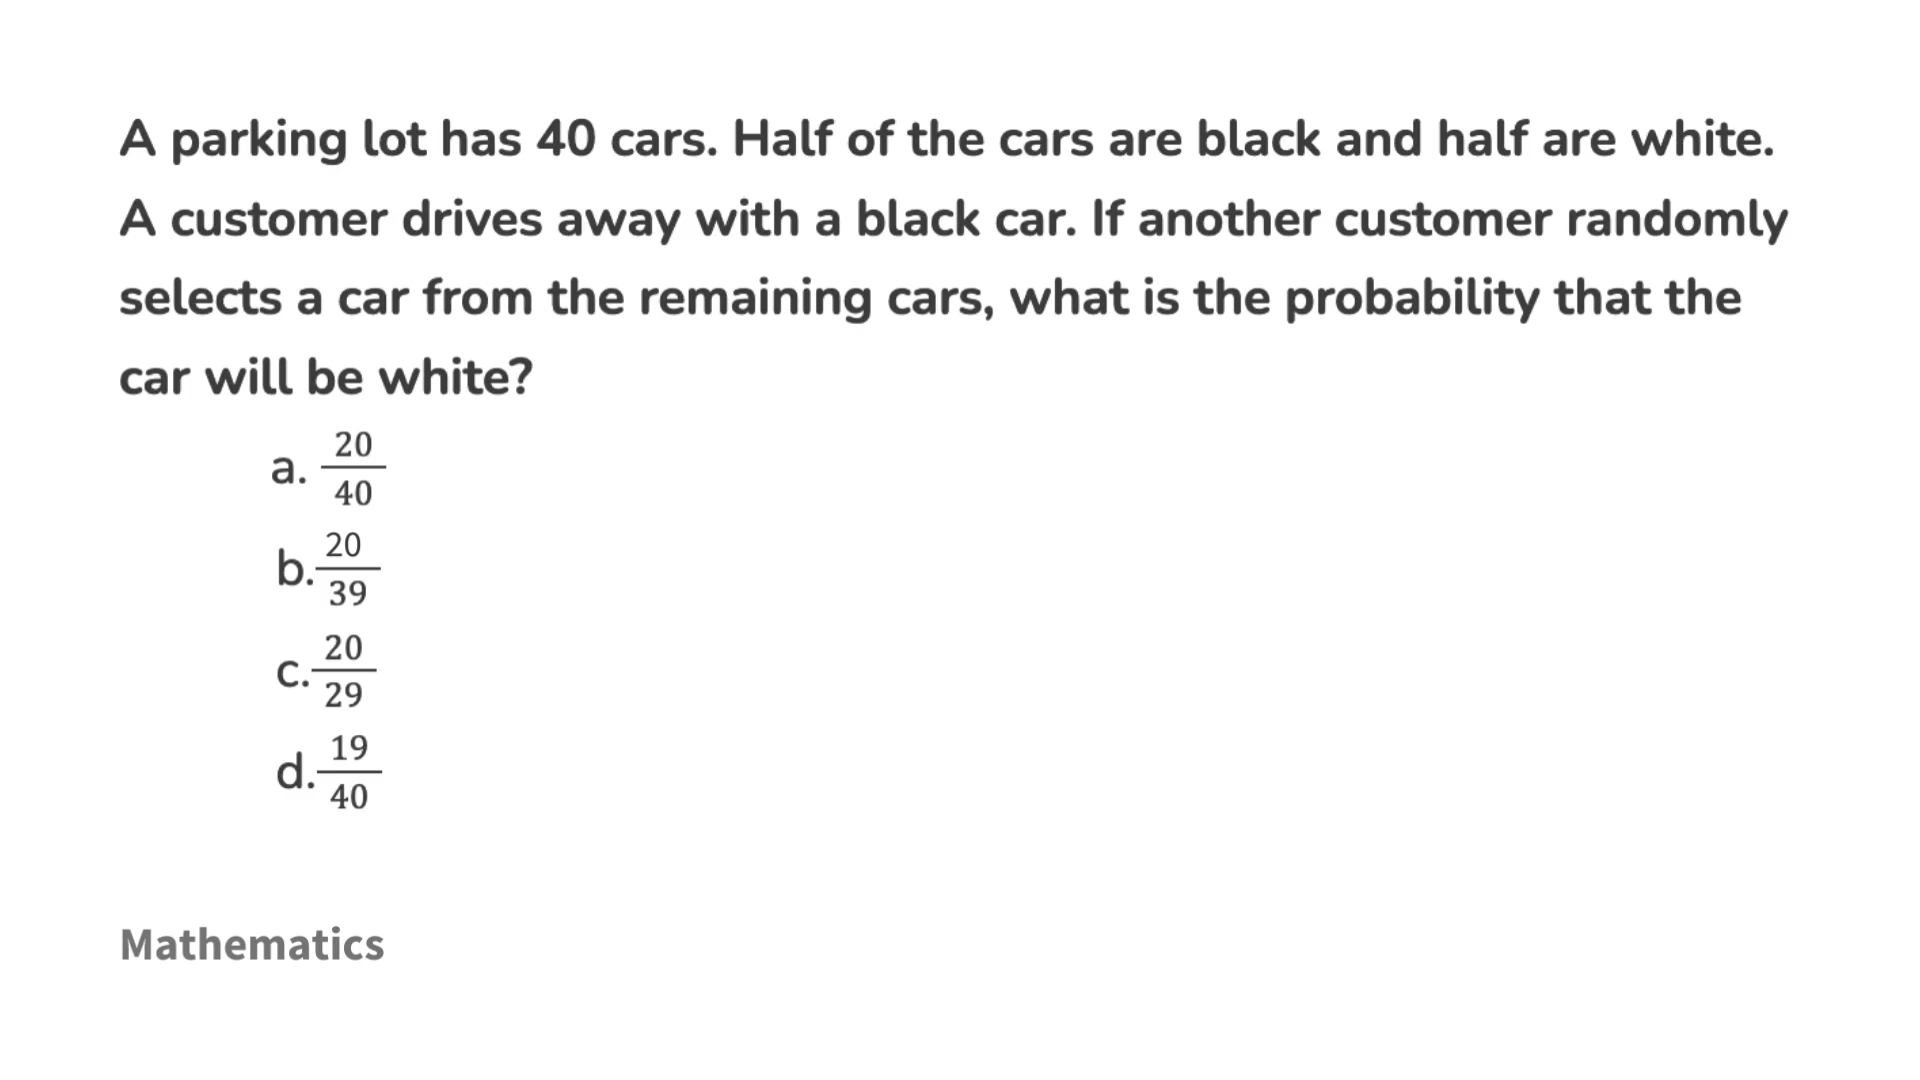 A parking lot has 40 cars. Half of the cars are black and half are white.
A customer drives away with a black car. If another customer randomly
selects a car from the remaining cars, what is the probability that the
car will be white?
a. 20/40
b. 20/39
c. 20/29
d. 19/40
Mathematics